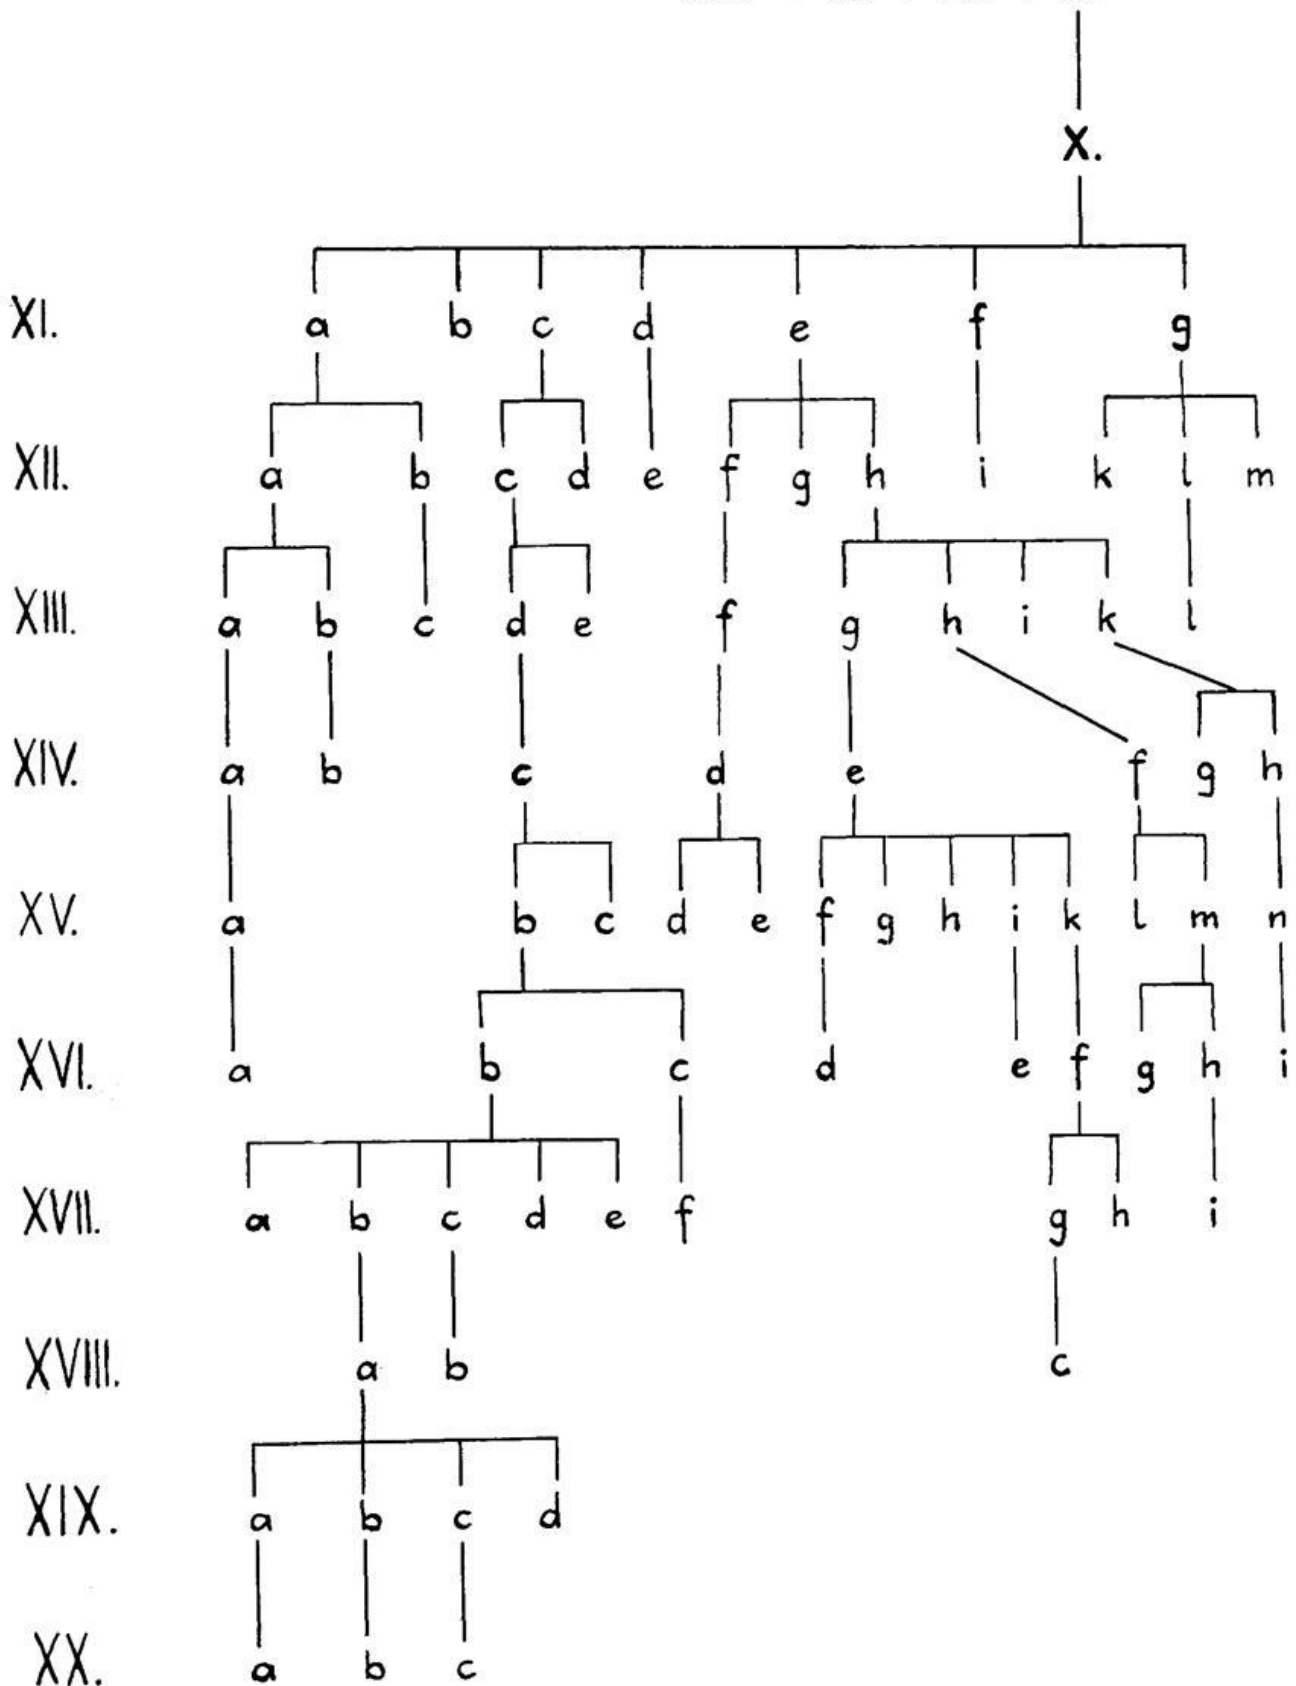 X.
XI. a b c d e f g
XII. a b c d e f g h i k l m
XIII. a b c d e f g h i k l
XIV. a b c d e f g h
XV. a b c d e f g h i k l m n
XVI. a b c d e f g h i
XVII. a b c d e f g h i
XVIII. a b c
XIX. a b c d
XX. a b c